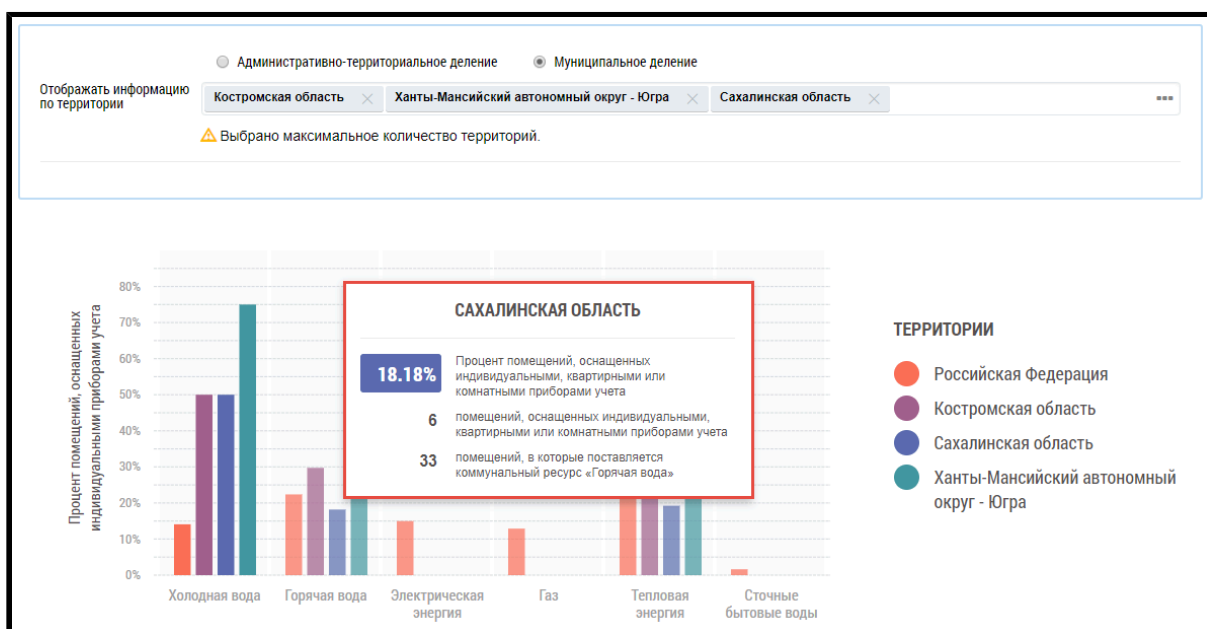 Административно-территориальное деление
Муниципальное деление
Отображать информацию
по территории
Костромская область
Ханты-Мансийский автономный округ - Югра
Сахалинская область
Выбрано максимальное количество территорий.
Процент помещений, оснащенных
индивидуальными приборами учета
80%
70%
60%
50%
40%
30%
20%
10%
0%
САХАЛИНСКАЯ ОБЛАСТЬ
18.18%
Процент помещений, оснащенных
индивидуальными, квартирными или
комнатными приборами учета
6
помещений, оснащенных индивидуальными,
квартирными или комнатными приборами учета
33
помещений, в которые поставляется
коммунальный ресурс «Горячая вода»
Холодная вода
Горячая вода
Электрическая
энергия
Газ
Тепловая
энергия
Сточные
бытовые воды
ТЕРРИТОРИИ
Российская Федерация
Костромская область
Сахалинская область
Ханты-Мансийский автономный
округ - Югра